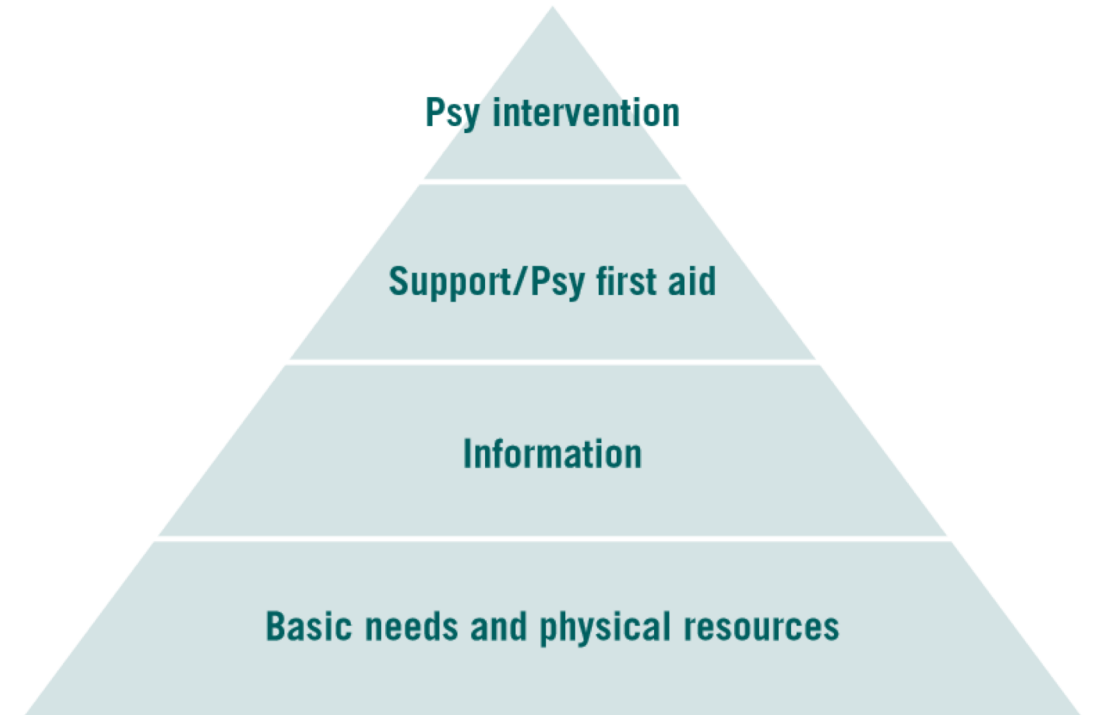 Psy intervention
Support/Psy first aid
Information
Basic needs and physical resources